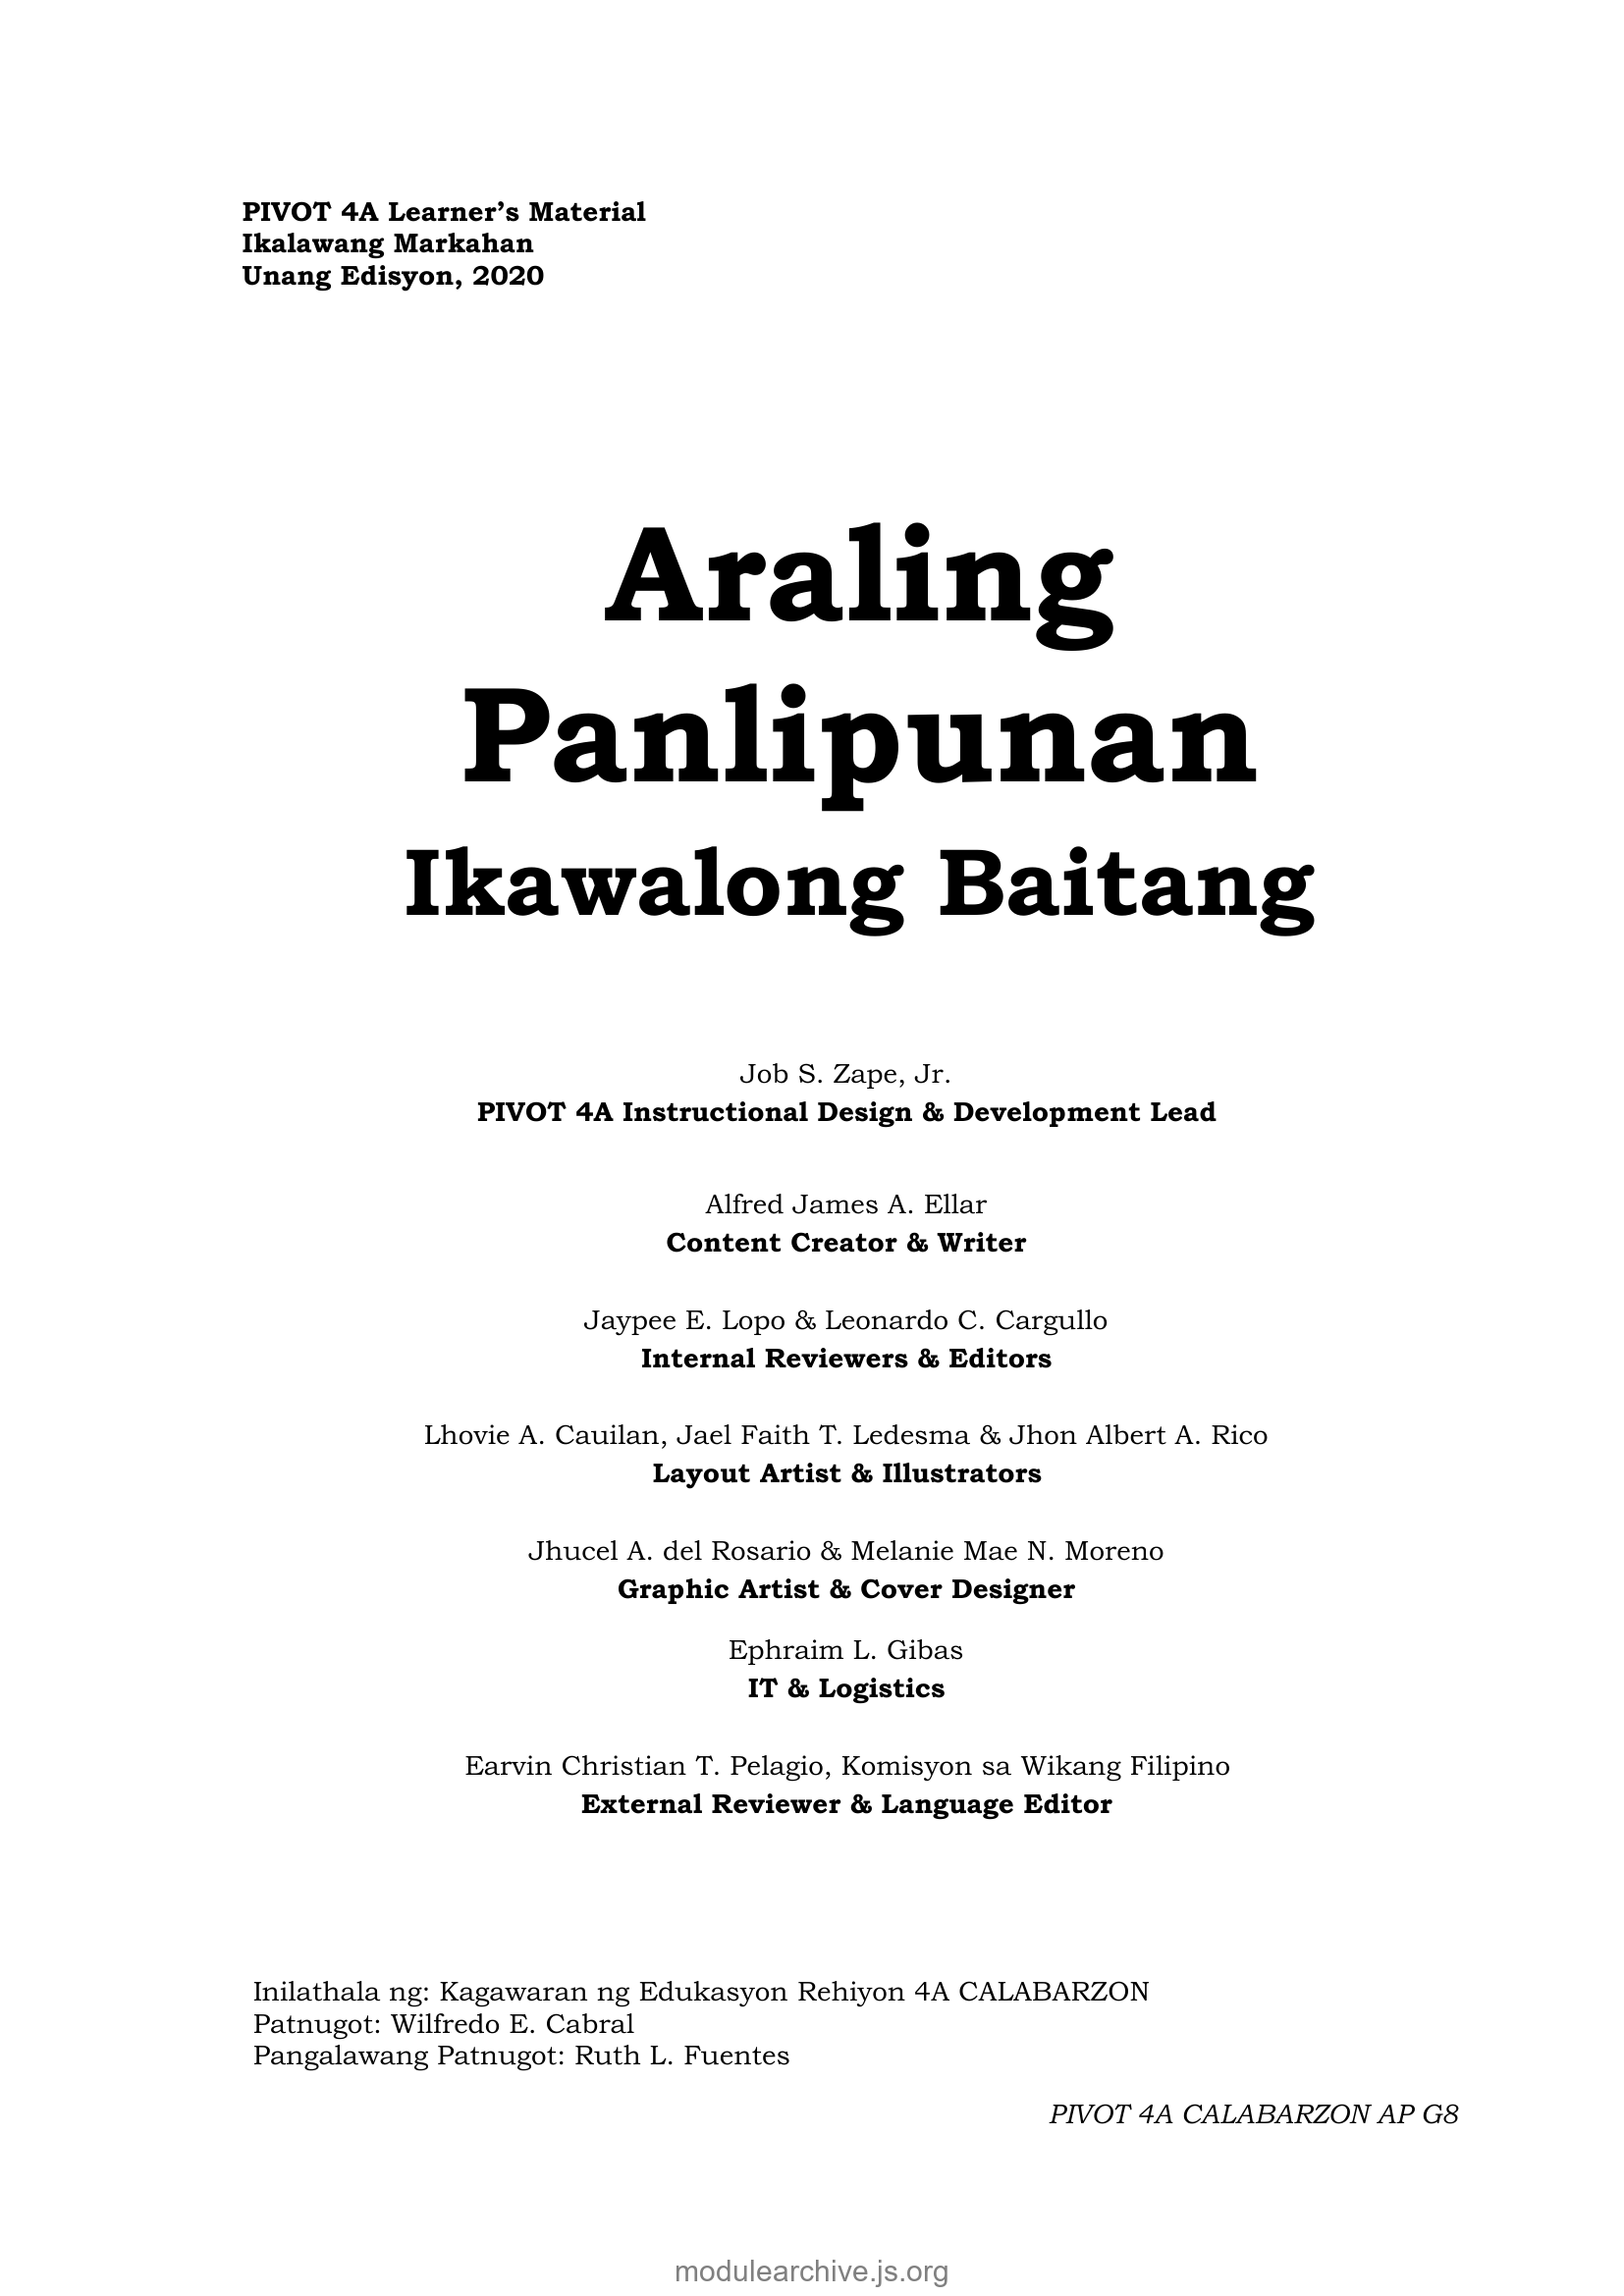 PIVOT 4A Learner’s Material
Ikalawang Markahan
Unang Edisyon, 2020
Araling
Panlipunan
Ikawalong Baitang
Job S. Zape, Jr.
PIVOT 4A Instructional Design & Development Lead
Alfred James A. Ellar
Content Creator & Writer
Jaypee E. Lopo & Leonardo C. Cargullo
Internal Reviewers & Editors
Lhovie A. Cauilan, Jael Faith T. Ledesma & Jhon Albert A. Rico
Layout Artist & Illustrators
Jhucel A. del Rosario & Melanie Mae N. Moreno
Graphic Artist & Cover Designer
Ephraim L. Gibas
IT & Logistics
Earvin Christian T. Pelagio, Komisyon sa Wikang Filipino
External Reviewer & Language Editor
Inilathala ng: Kagawaran ng Edukasyon Rehiyon 4A CALABARZON
Patnugot: Wilfredo E. Cabral
Pangalawang Patnugot: Ruth L. Fuentes
PIVOT 4A CALABARZON AP G8
modulearchive.js.org